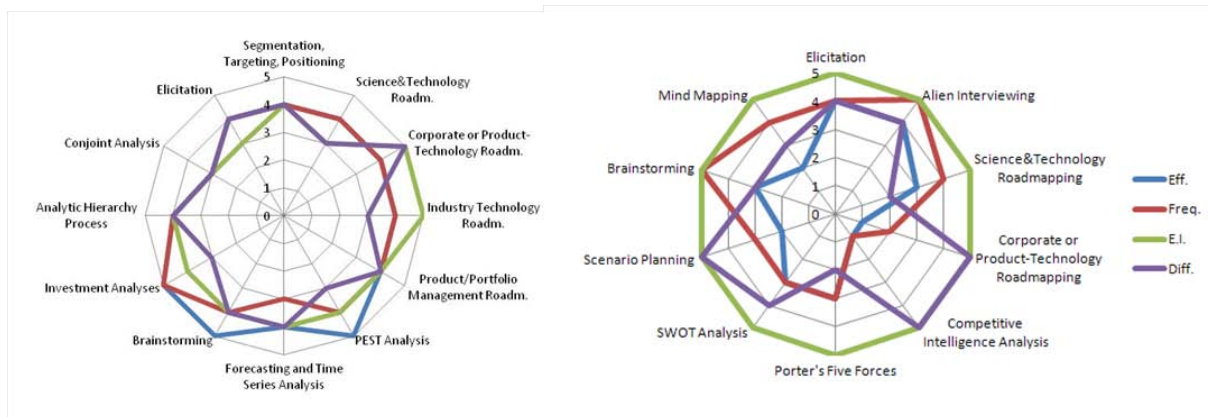 Segmentation,
Targeting, Positioning
Science&Technology
Roadm.
Corporate or Product-
Technology Roadm.
Industry Technology
Roadm.
Product/Portfolio
Management Roadm.
PEST Analysis
Forecasting and Time
Series Analysis
Brainstorming
Investment Analyses
Analytic Hierarchy
Process
Conjoint Analysis
Elicitation
5
4
3
2
1
0
Elicitation
Alien Interviewing
Science&Technology
Roadmapping
Corporate or
Product-Technology
Roadmapping
Competitive
Intelligence Analysis
Porter's Five Forces
SWOT Analysis
Scenario Planning
Brainstorming
Mind Mapping
5
4
3
2
1
0
Eff.
Freq.
E.I.
Diff.